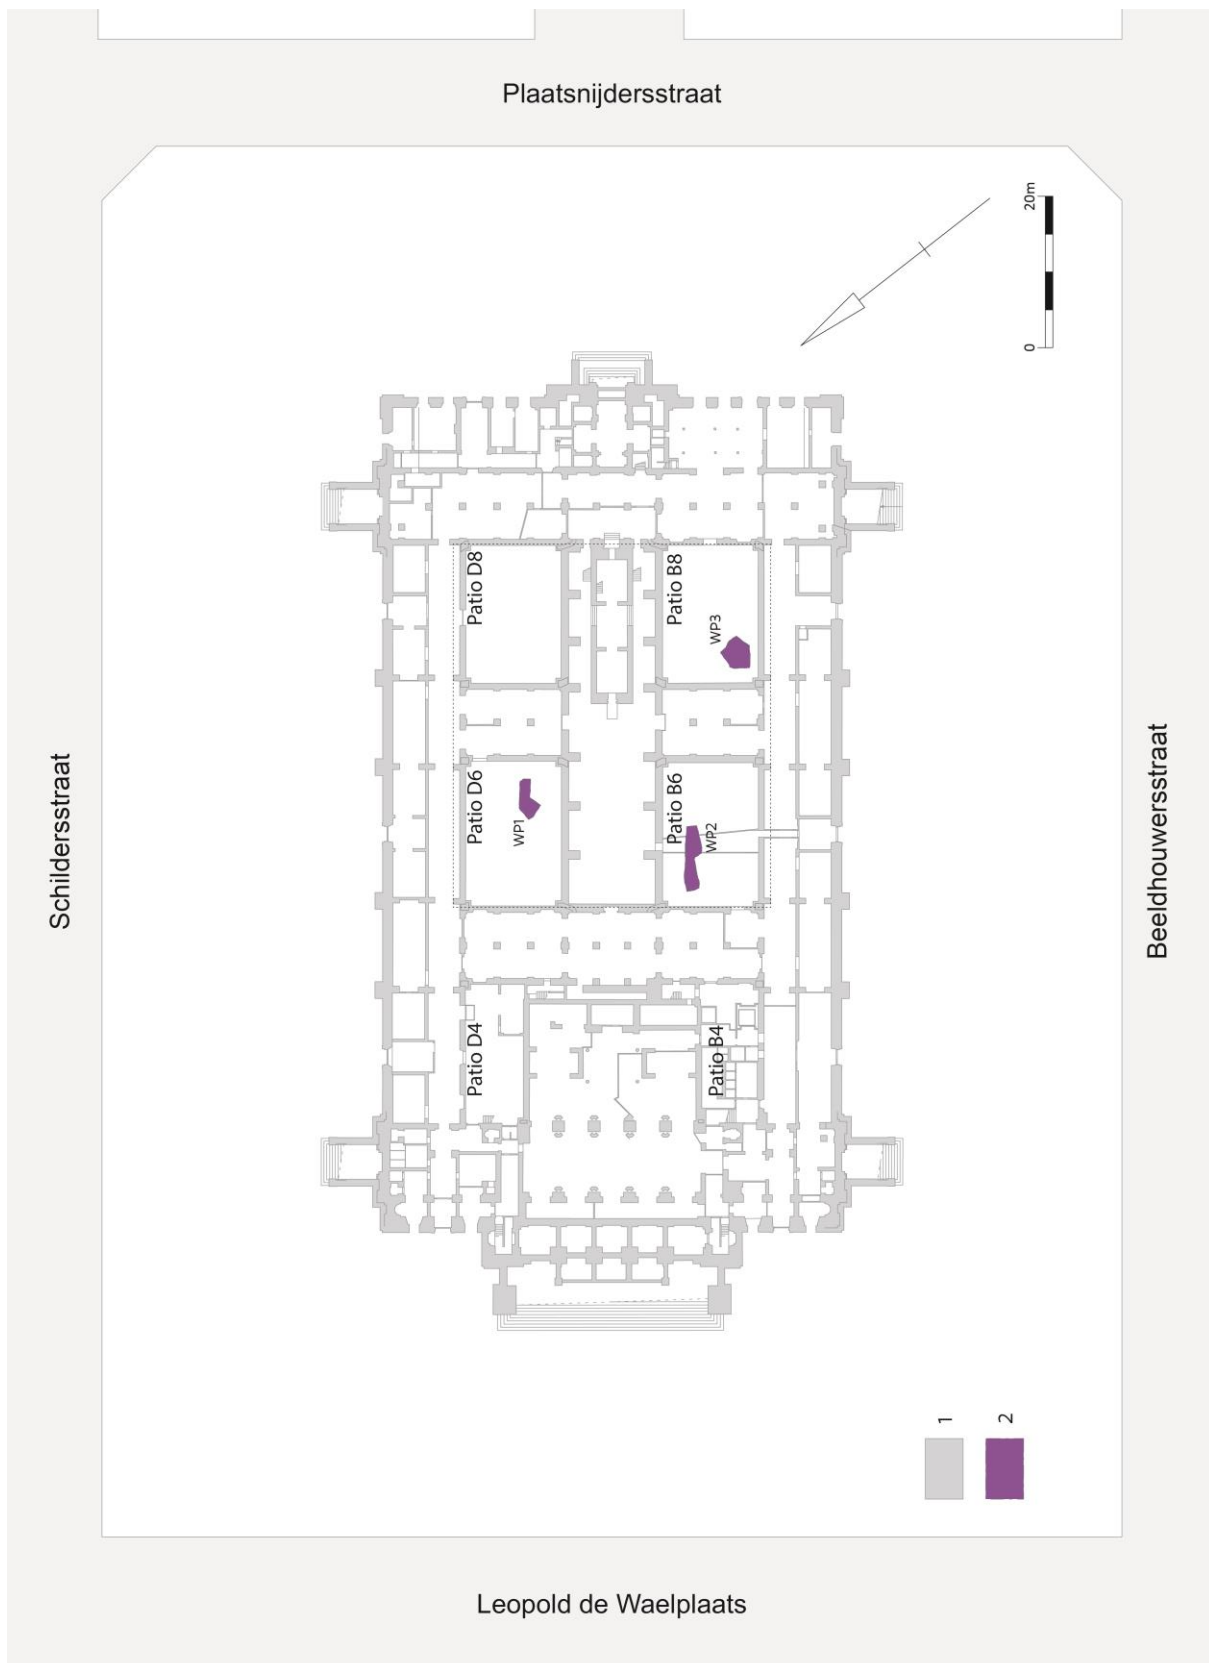 Plaatsnijdersstraat
20m
0
Patio D8
Patio B8
WP3
Schildersstraat
Beeldhouwersstraat
Patio D6
WP1
Patio B6
WP2
Patio D4
Patio B4
1
2
Leopold de Waelplaats